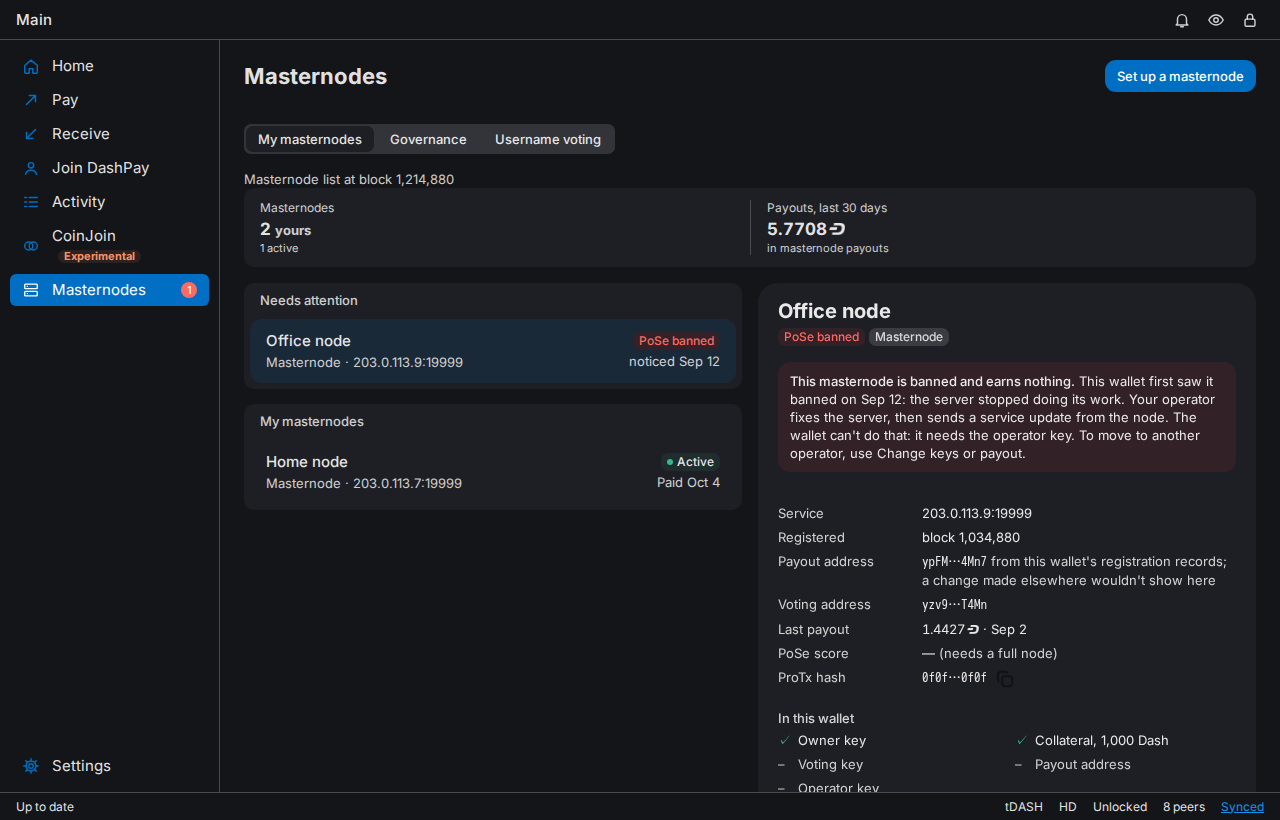 Main
Home
Pay
Receive
Join DashPay
Activity
CoinJoin
Experimental
Masternodes 1
Settings
Masternodes
Set up a masternode
My masternodes Governance Username voting
Masternode list at block 1,214,880
Masternodes
2 yours
1 active
Payouts, last 30 days
5.7708
in masternode payouts
Needs attention
Office node PoSe banned
Masternode · 203.0.113.9:19999 noticed Sep 12
My masternodes
Home node Active
Masternode · 203.0.113.7:19999 Paid Oct 4
Office node
PoSe banned Masternode
This masternode is banned and earns nothing. This wallet first saw it
banned on Sep 12: the server stopped doing its work. Your operator
fixes the server, then sends a service update from the node. The
wallet can't do that: it needs the operator key. To move to another
operator, use Change keys or payout.
Service 203.0.113.9:19999
Registered block 1,034,880
Payout address ypFM···4Mn7 from this wallet's registration records;
a change made elsewhere wouldn't show here
Voting address yzv9···T4Mn
Last payout 1.4427 · Sep 2
PoSe score — (needs a full node)
ProTx hash 0f0f···0f0f
In this wallet
✓ Owner key ✓ Collateral, 1,000 Dash
– Voting key – Payout address
– Operator key
Up to date tDASH HD Unlocked 8 peers Synced